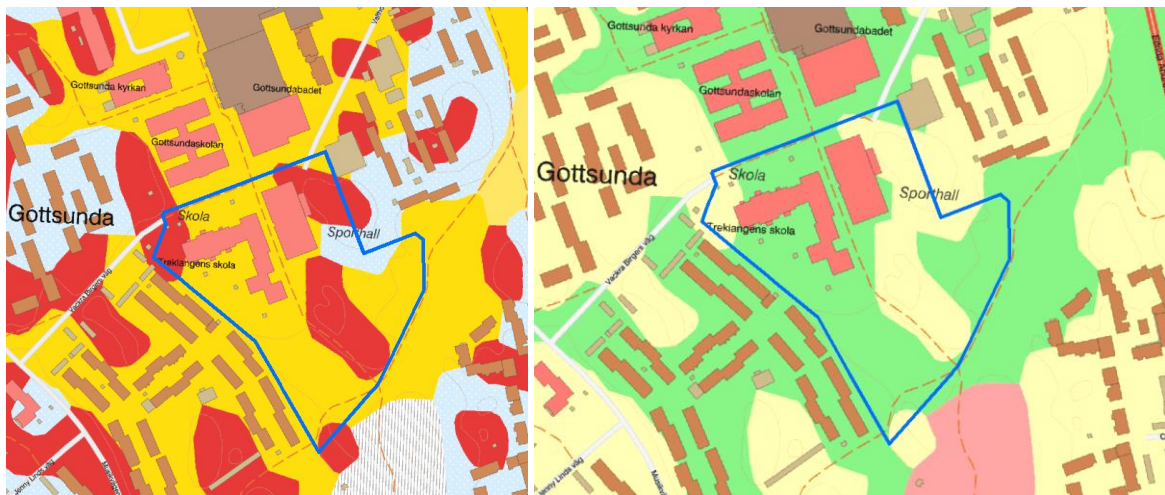 Gottsunda kyrkan
Gottsundabadet
Gottsundaskolan
Gottsunda
Skola
Sporthall
Treklangens skola
Vackra Birgers väg
Jenny Linds väg
Gottsunda kyrkan
Gottsundabadet
Gottsundaskolan
Gottsunda
Skola
Sporthall
Treklangens skola
Vackra Birgers väg
Jenny Linds väg